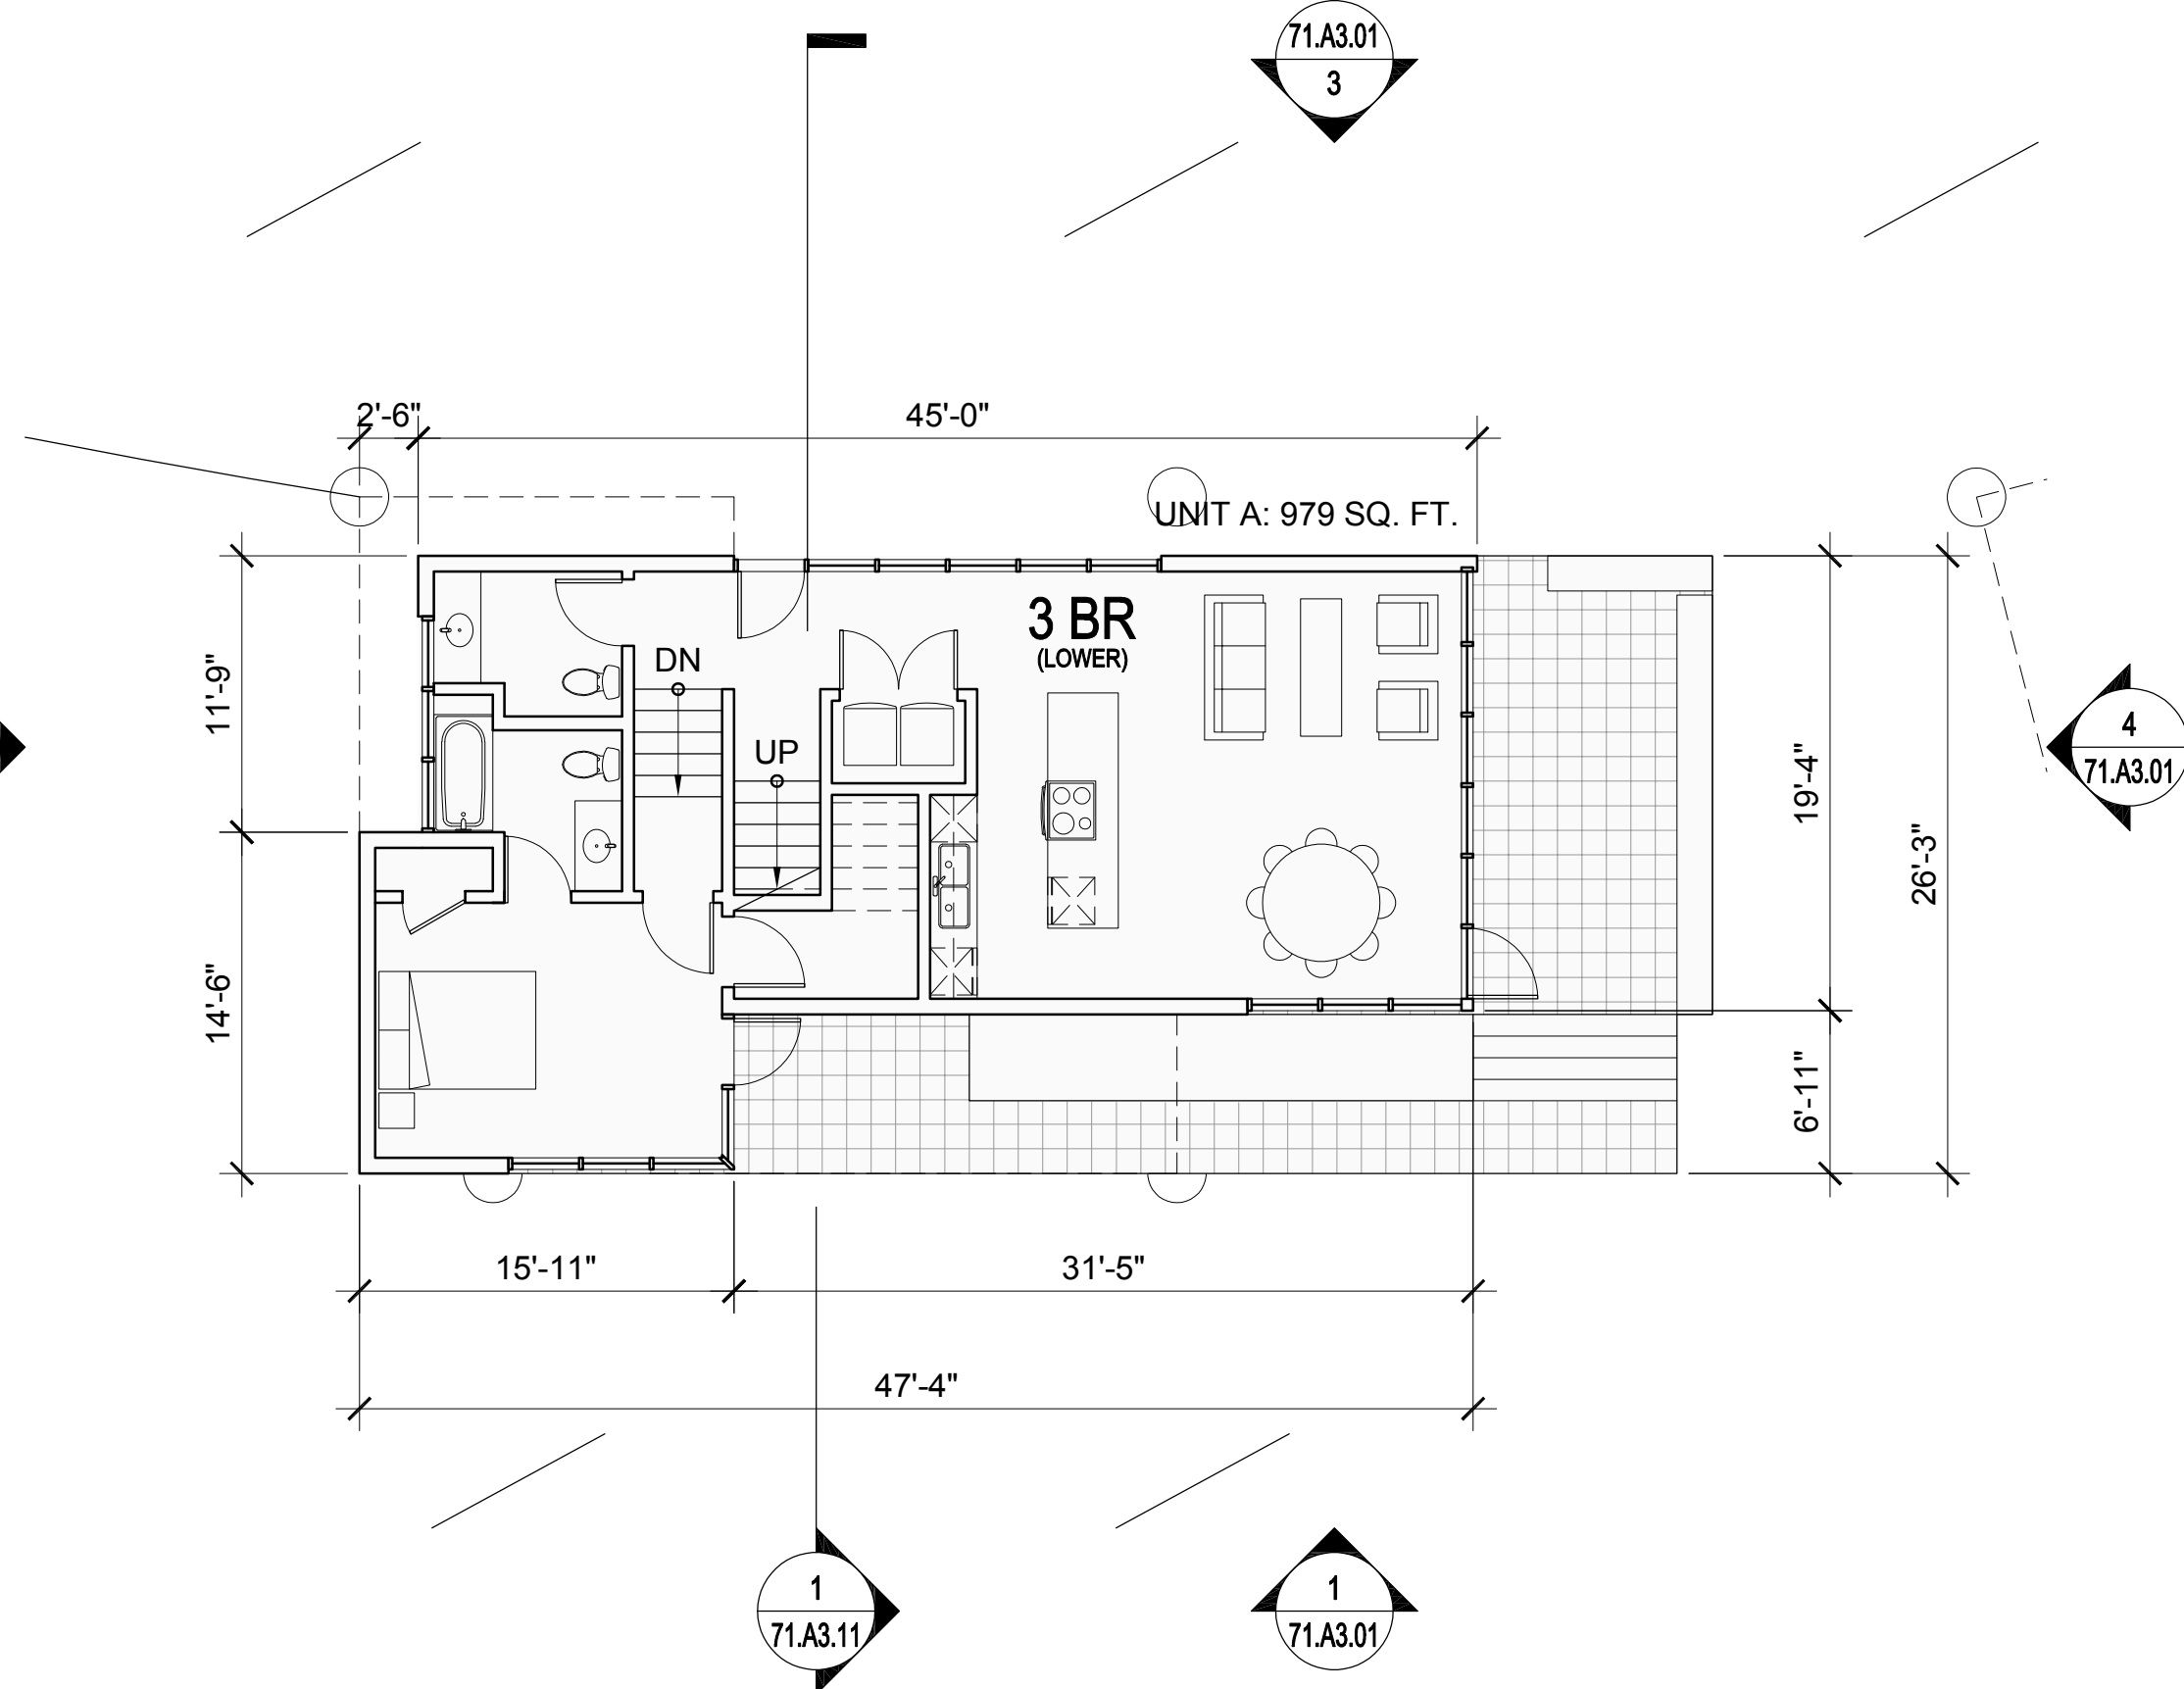 71.A3.01
3
2'-6"
45'-0"
UNIT A: 979 SQ. FT.
3 BR
(LOWER)
DN
UP
11'-9"
14'-6"
19'-4"
26'-3"
6'-11"
4
71.A3.01
15'-11"
31'-5"
47'-4"
1
71.A3.11
1
71.A3.01